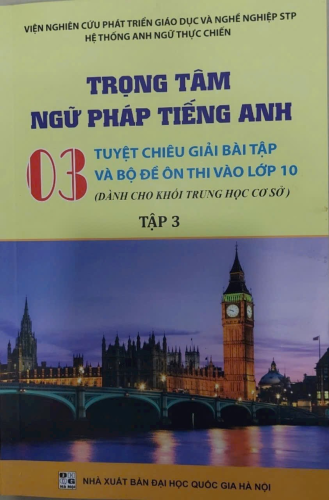 VIỆN NGHIÊN CỨU PHÁT TRIỂN GIÁO DỤC VÀ NGHỀ NGHIỆP STP
HỆ THỐNG ANH NGỮ THỰC CHIẾN
TRỌNG TÂM
NGỮ PHÁP TIẾNG ANH
03 TUYỆT CHIÊU GIẢI BÀI TẬP
VÀ BỘ ĐỀ ÔN THI VÀO LỚP 10
(DÀNH CHO KHỐI TRUNG HỌC CƠ SỞ)
TẬP 3
NHÀ XUẤT BẢN ĐẠI HỌC QUỐC GIA HÀ NỘI